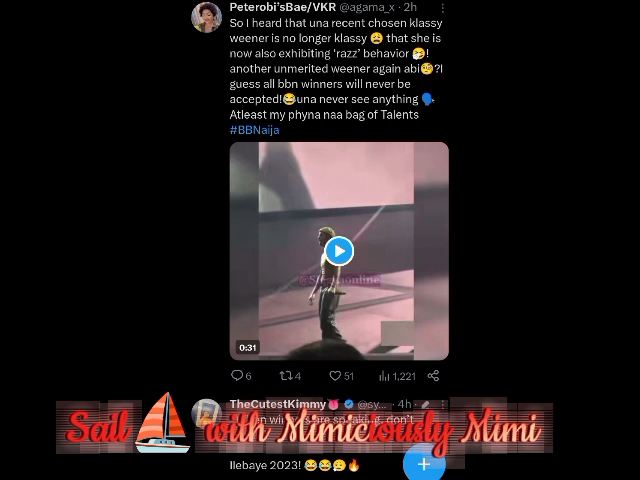 Peterobi'sBae/VKR @agama_x · 2h
So I heard that una recent chosen klassy
weener is no longer klassy 😩 that she is
now also exhibiting 'razz' behavior 🤧!
another unmerited weener again abi🧐?I
guess all bbn winners will never be
accepted!😂una never see anything 🗣
Atleast my phyna naa bag of Talents
#BBNaija
0:31
6 4 51 1,221
TheCutestKimmy👅 @sy... · 4h
don't
Sail with Mimiciously Mimi
Ilebaye 2023! 😂😂🥲🔥